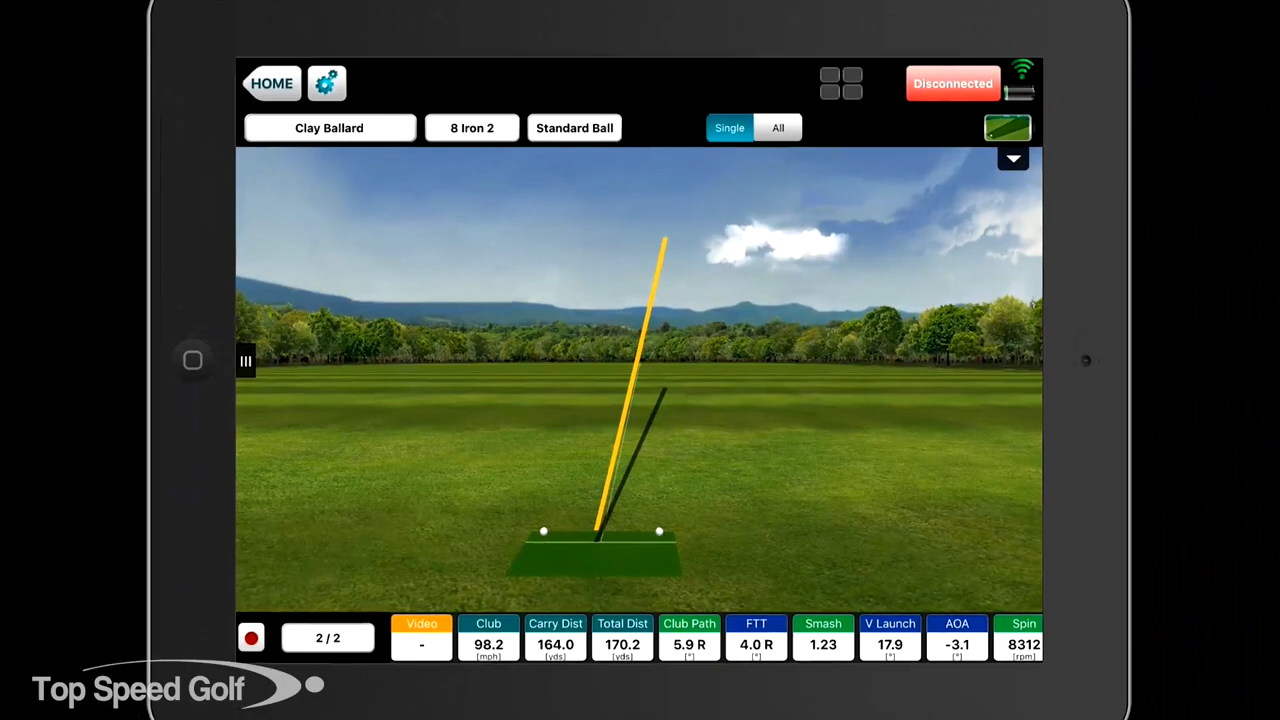 HOME
Disconnected
Clay Ballard
8 Iron 2
Standard Ball
Single
All
2 / 2
Video
-
Club
98.2
[mph]
Carry Dist
164.0
[yds]
Total Dist
170.2
[yds]
Club Path
5.9 R
[°]
FTT
4.0 R
[°]
Smash
1.23
V Launch
17.9
[°]
AOA
-3.1
[°]
Spin
8312
[rpm]
Top Speed Golf